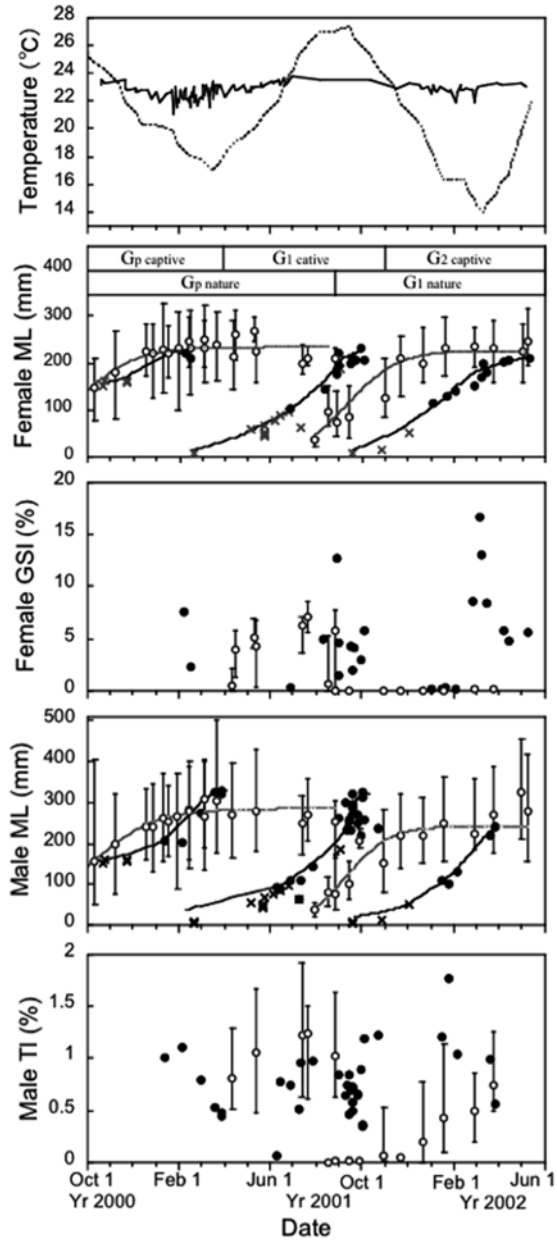 Temperature (°C)
28
26
24
22
20
18
16
14
Gp captive G1 cative G2 captive
Gp nature G1 nature
Female ML (mm)
400
300
200
100
0
Female GSI (%)
20
15
10
5
0
Male ML (mm)
500
400
300
200
100
0
Male TI (%)
2
1.5
1
0.5
0
Oct 1 Feb 1 Jun 1 Oct 1 Feb 1 Jun 1
Yr 2000 Yr 2001 Yr 2002
Date